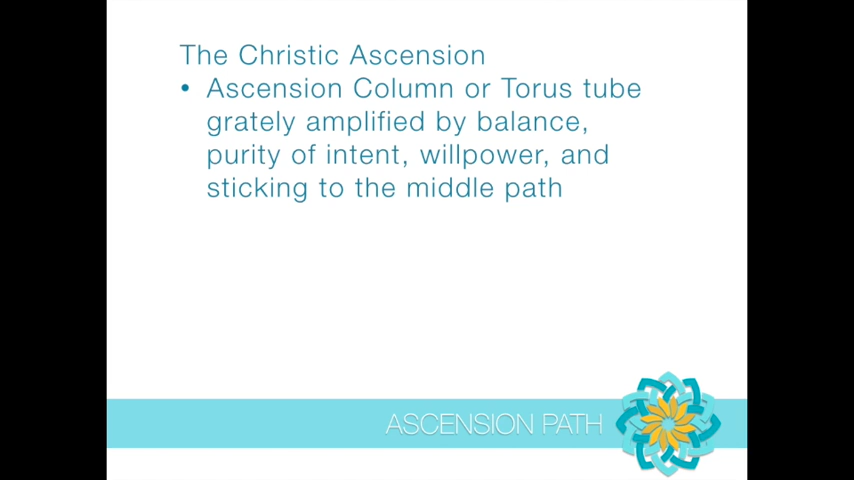 The Christic Ascension
• Ascension Column or Torus tube
grately amplified by balance,
purity of intent, willpower, and
sticking to the middle path
ASCENSION PATH